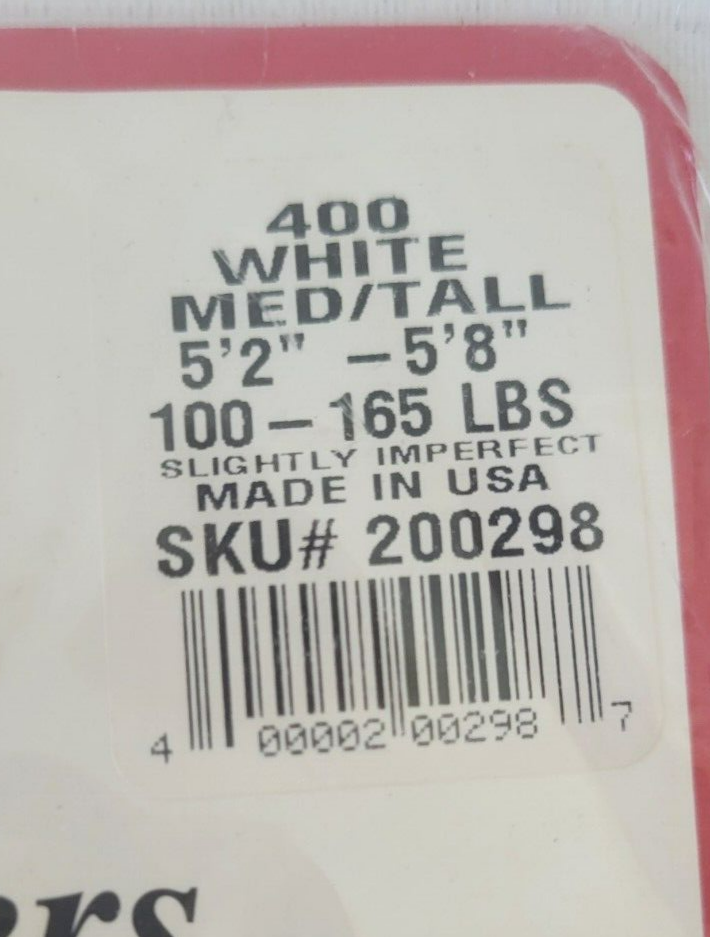 400
WHITE
MED/TALL
5'2" – 5'8"
100 – 165 LBS
SLIGHTLY IMPERFECT
MADE IN USA
SKU# 200298
4 00002 00298 7